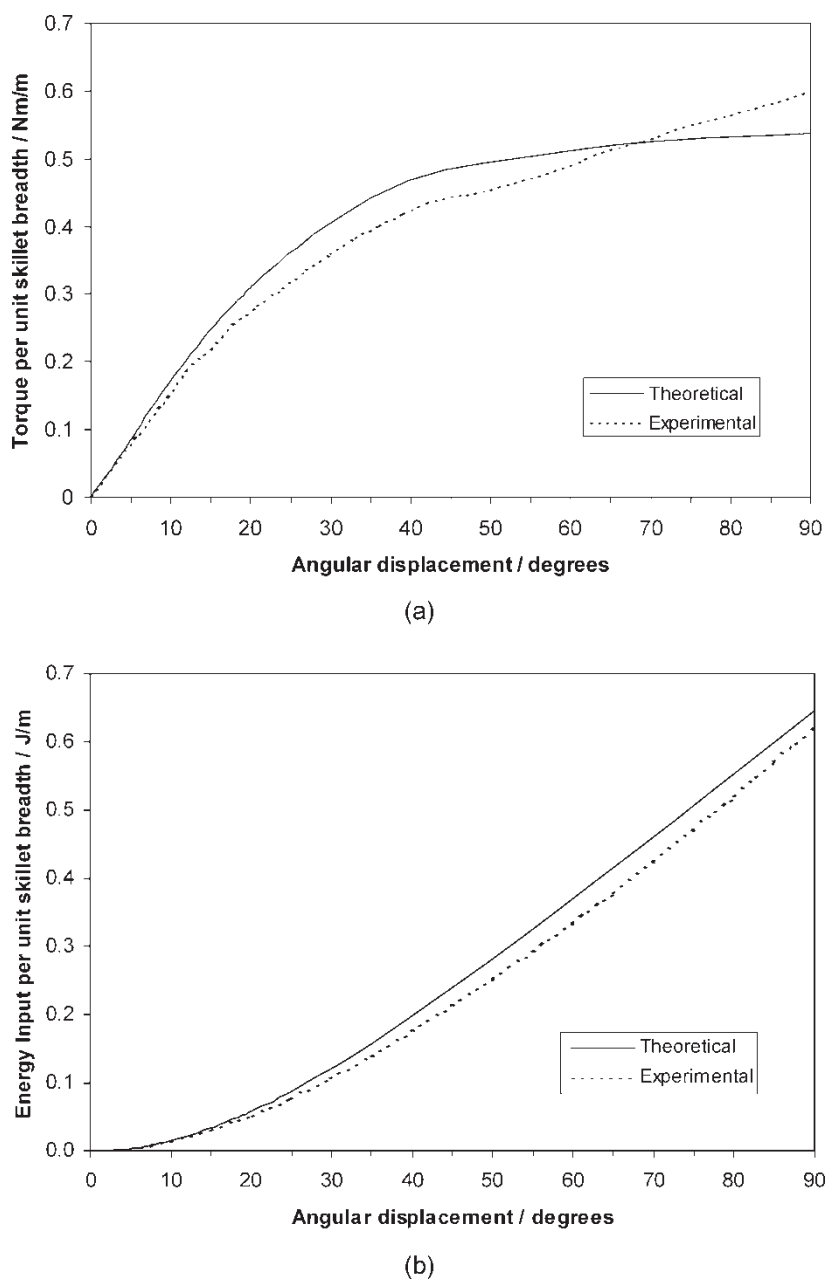 0.7
0.6
0.5
0.4
0.3
0.2
0.1
0
Torque per unit skillet breadth / Nm/m
Theoretical
Experimental
0 10 20 30 40 50 60 70 80 90
Angular displacement / degrees
(a)
0.7
0.6
0.5
0.4
0.3
0.2
0.1
0.0
Energy Input per unit skillet breadth / J/m
Theoretical
Experimental
0 10 20 30 40 50 60 70 80 90
Angular displacement / degrees
(b)